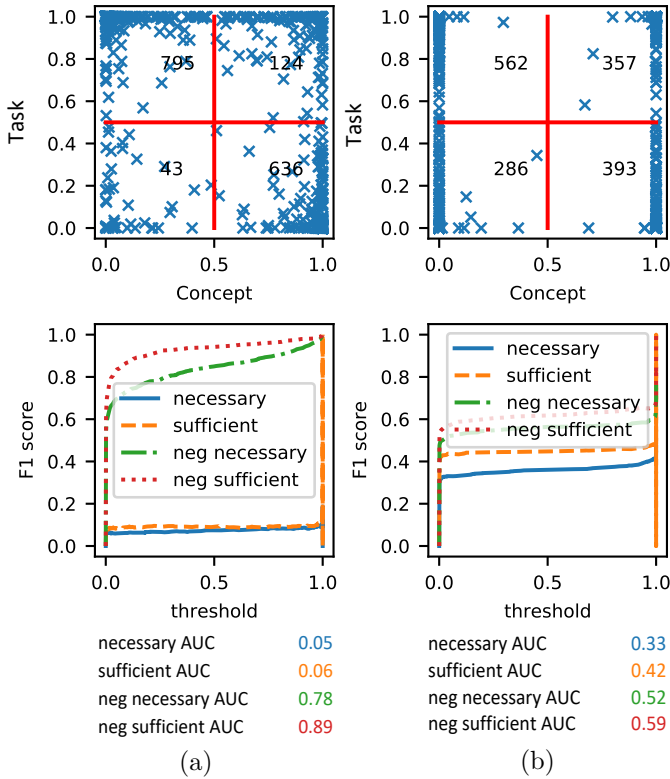 1.0
0.8
0.6
0.4
0.2
0.0
Task
795
124
43
636
0.0
0.5
1.0
Concept
1.0
0.8
0.6
0.4
0.2
0.0
Task
562
357
286
393
0.0
0.5
1.0
Concept
1.0
0.8
0.6
0.4
0.2
0.0
F1 score
necessary
sufficient
neg necessary
neg sufficient
0.0
0.5
1.0
threshold
1.0
0.8
0.6
0.4
0.2
0.0
F1 score
necessary
sufficient
neg necessary
neg sufficient
0.0
0.5
1.0
threshold
necessary AUC 0.05
sufficient AUC 0.06
neg necessary AUC 0.78
neg sufficient AUC 0.89
(a)
necessary AUC 0.33
sufficient AUC 0.42
neg necessary AUC 0.52
neg sufficient AUC 0.59
(b)